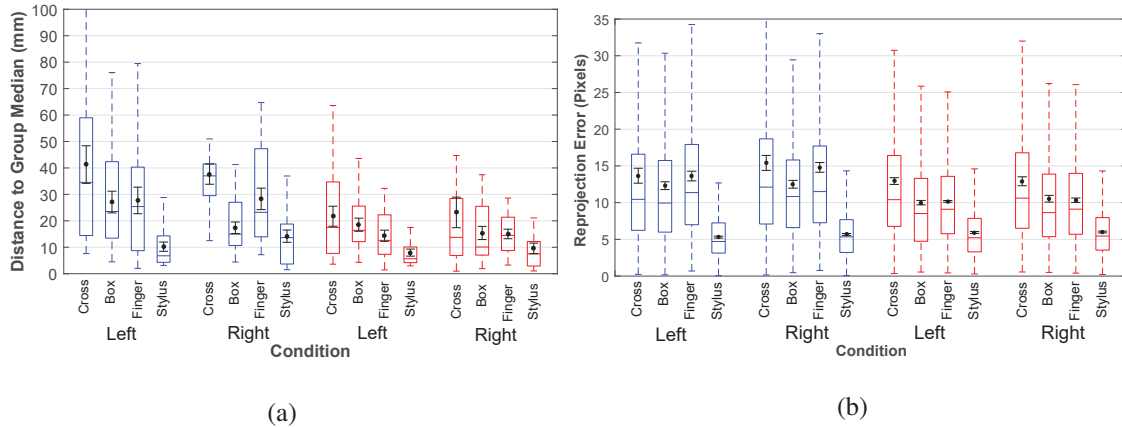 Distance to Group Median (mm)
100
90
80
70
60
50
40
30
20
10
0
Cross Box Finger Stylus Cross Box Finger Stylus Cross Box Finger Stylus Cross Box Finger Stylus
Left Right Left Right
Condition
(a)
Reprojection Error (Pixels)
35
30
25
20
15
10
5
0
Cross Box Finger Stylus Cross Box Finger Stylus Cross Box Finger Stylus Cross Box Finger Stylus
Left Right Left Right
Condition
(b)